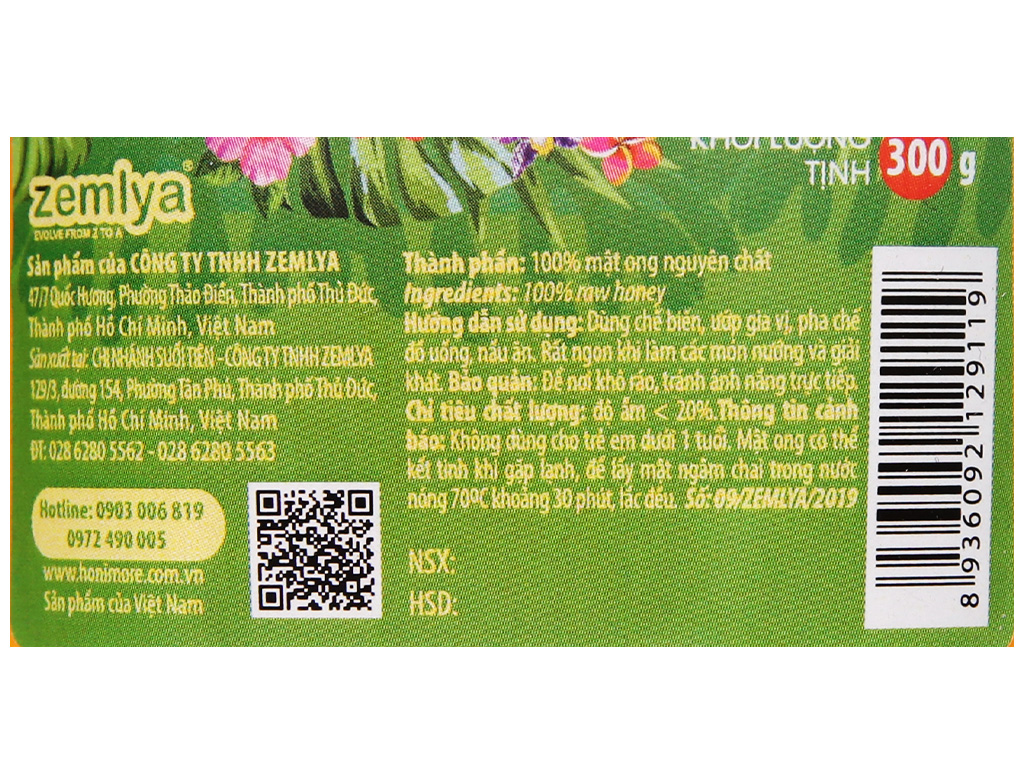 KHỐI LƯỢNG
TỊNH 300 g
zemlya®
EVOLVE FROM Z TO A
Sản phẩm của CÔNG TY TNHH ZEMLYA
47/7 Quốc Hương, Phường Thảo Điền, Thành phố Thủ Đức,
Thành phố Hồ Chí Minh, Việt Nam
Sản xuất tại: CHI NHÁNH SUỐI TIÊN - CÔNG TY TNHH ZEMLYA
129/3, đường 154, Phường Tân Phú, Thành phố Thủ Đức,
Thành phố Hồ Chí Minh, Việt Nam
ĐT: 028 6280 5562 - 028 6280 5563
Hotline: 0903 006 819
0972 490 005
www.honimore.com.vn
Sản phẩm của Việt Nam
Thành phần: 100% mật ong nguyên chất
Ingredients: 100% raw honey
Hướng dẫn sử dụng: Dùng chế biến, ướp gia vị, pha chế
đồ uống, nấu ăn. Rất ngon khi làm các món nướng và giải
khát. Bảo quản: Để nơi khô ráo, tránh ánh nắng trực tiếp.
Chỉ tiêu chất lượng: độ ẩm < 20%.Thông tin cảnh
báo: Không dùng cho trẻ em dưới 1 tuổi. Mật ong có thể
kết tinh khi gặp lạnh, để lấy mật ngâm chai trong nước
nóng 70ºC khoảng 30 phút, lắc đều. Số: 09/ZEMLYA/2019
NSX:
HSD:
8 936092 129119